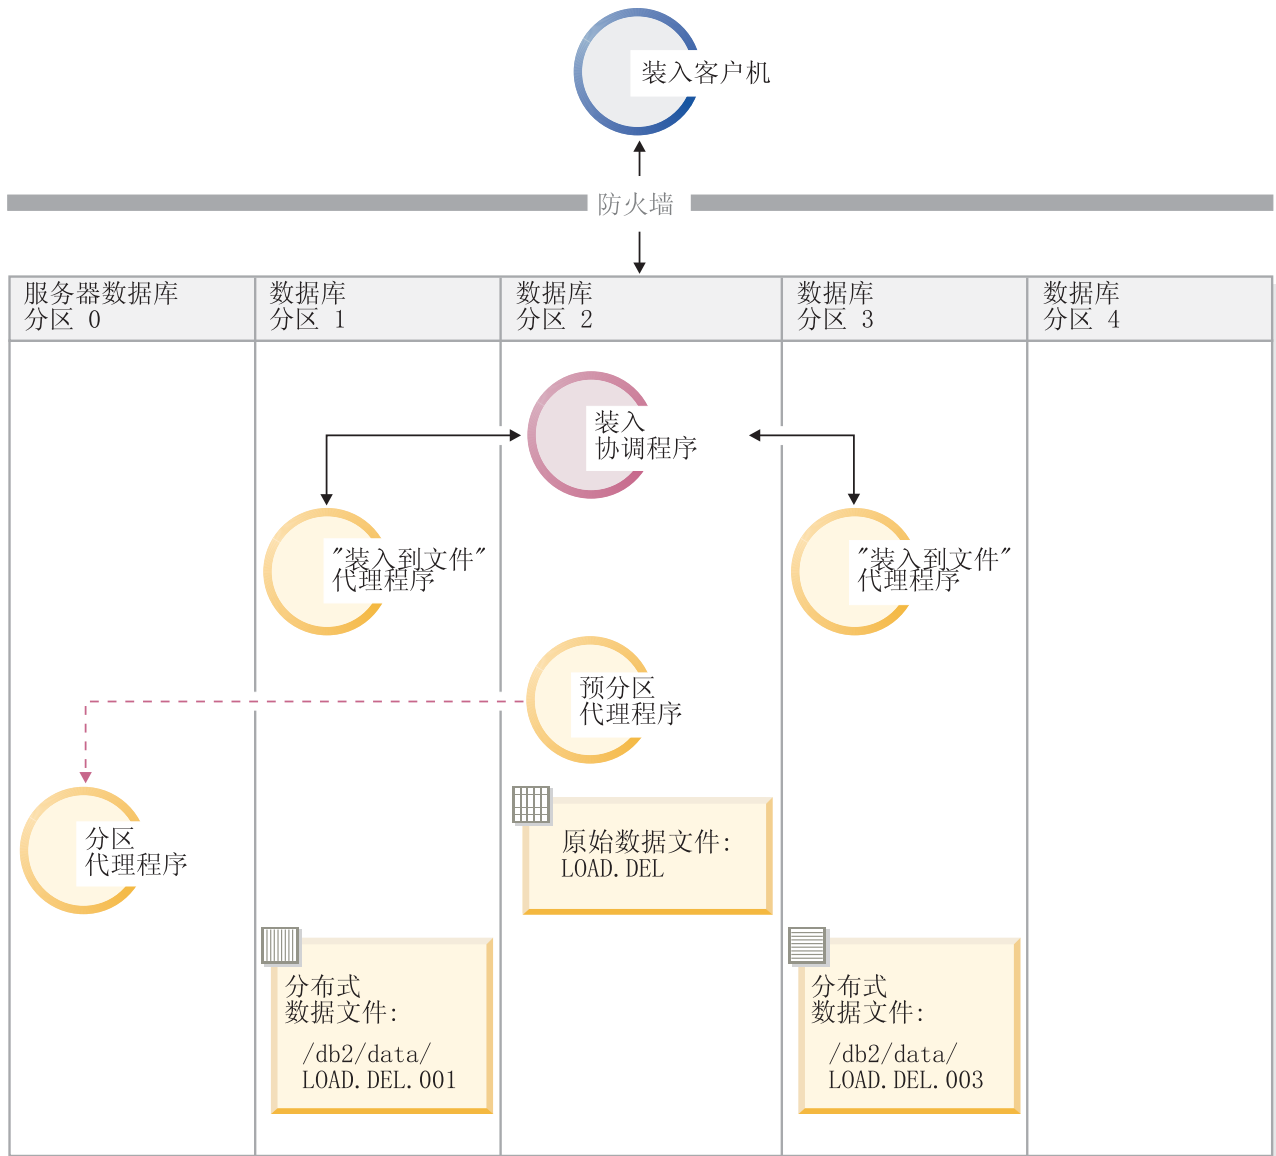 装入客户机
防火墙
服务器数据库
分区 0
数据库
分区 1
数据库
分区 2
数据库
分区 3
数据库
分区 4
装入
协调程序
"装入到文件"
代理程序
"装入到文件"
代理程序
预分区
代理程序
分区
代理程序
原始数据文件:
LOAD.DEL
分布式
数据文件:
/db2/data/
LOAD.DEL.001
分布式
数据文件:
/db2/data/
LOAD.DEL.003